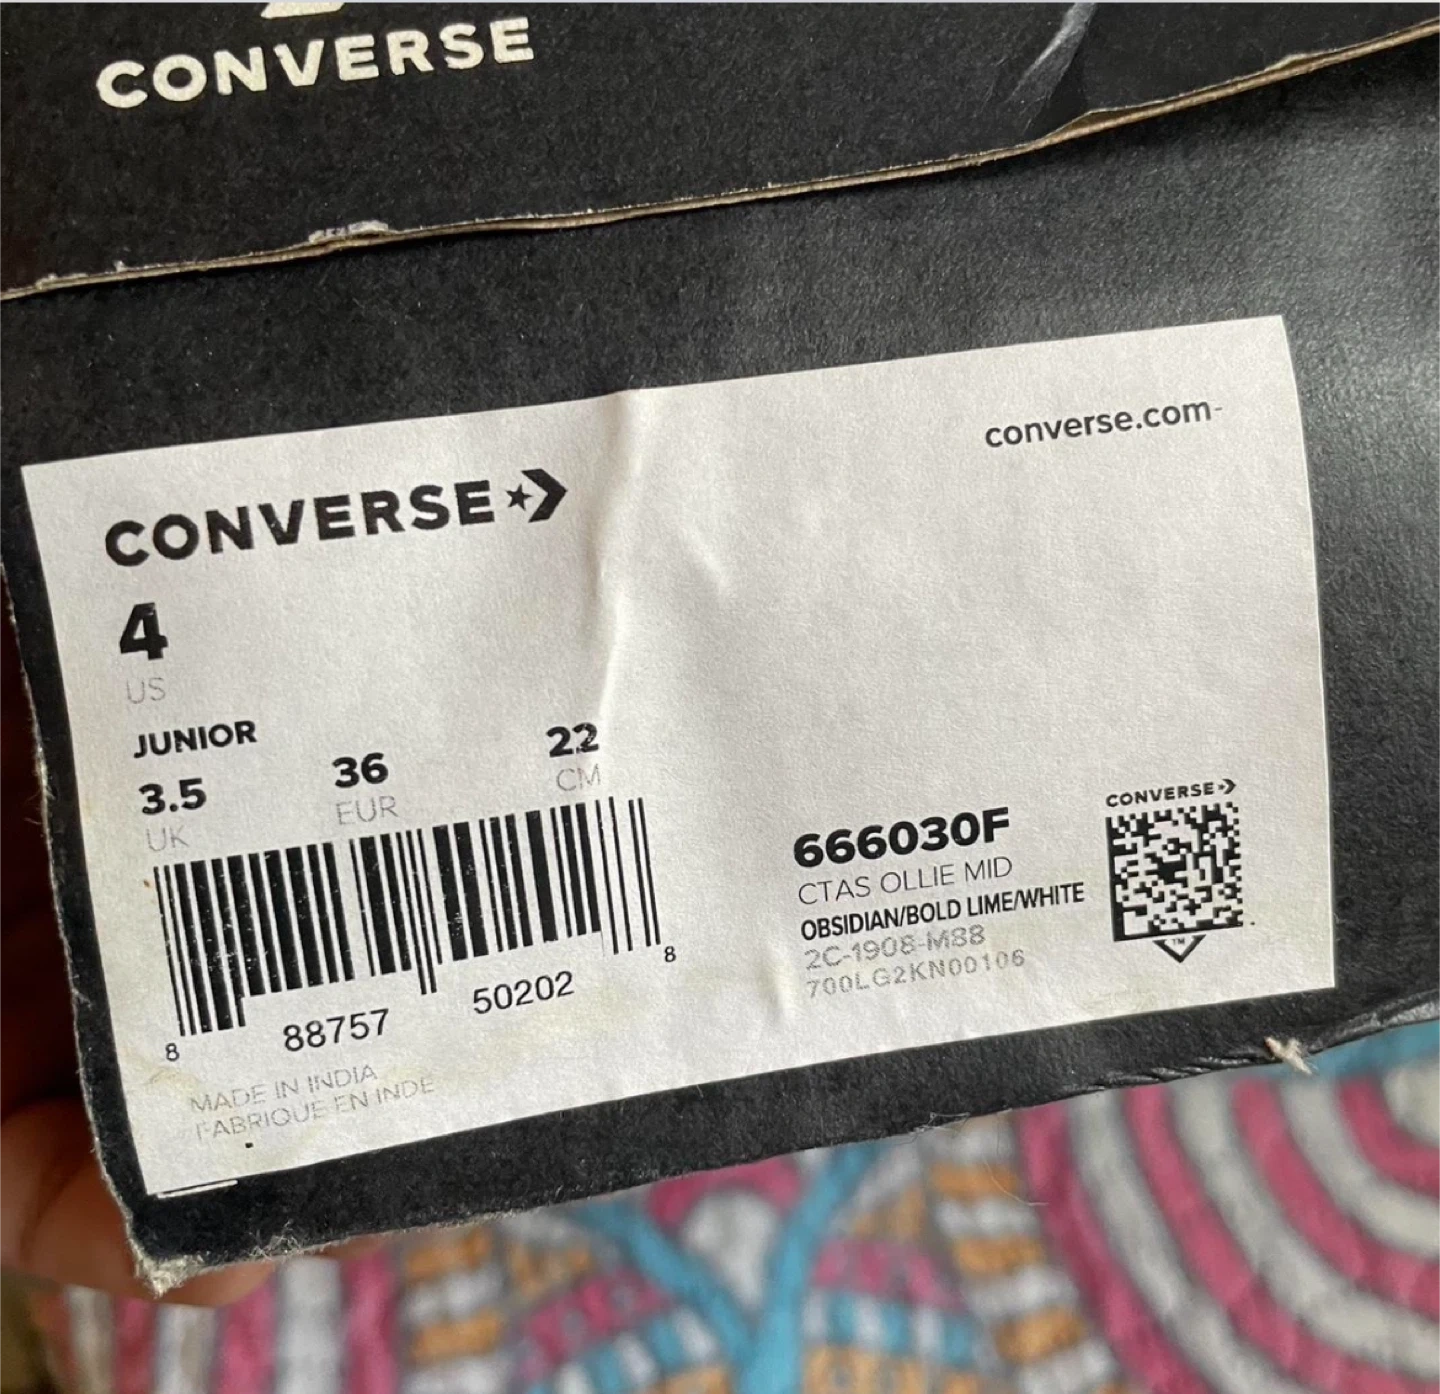 CONVERSE
converse.com
CONVERSE
4
US
JUNIOR
3.5 36 22
UK EUR CM
8 88757 50202 8
MADE IN INDIA
FABRIQUE EN INDE
CONVERSE
666030F
CTAS OLLIE MID
OBSIDIAN/BOLD LIME/WHITE
2C-1908-M88
700LG2KN00106
TM